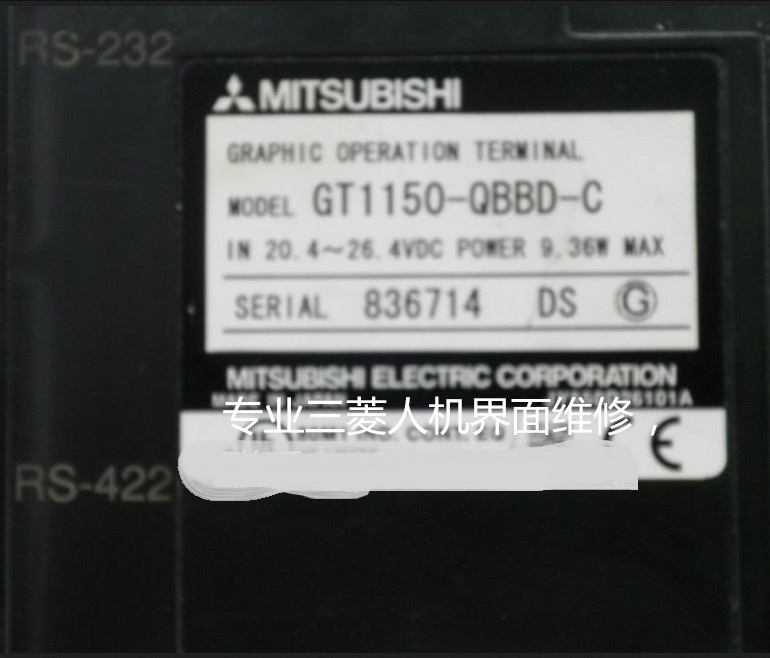 RS-232
MITSUBISHI
GRAPHIC OPERATION TERMINAL
MODEL GT1150-QBBD-C
IN 20.4~26.4VDC POWER 9.36W MAX
SERIAL 836714 DS G
MITSUBISHI ELECTRIC CORPORATION
专业三菱人机界面维修，
CE
RS-422